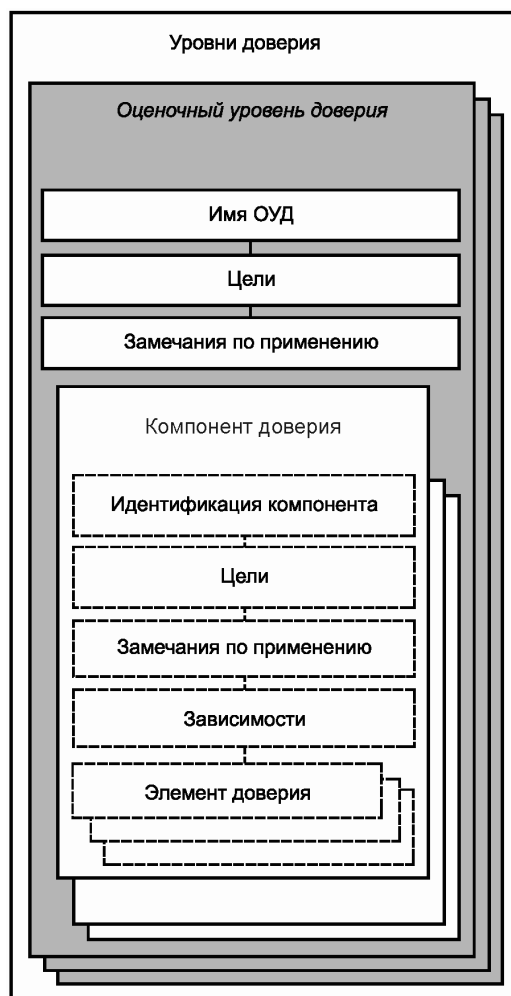 Уровни доверия
Оценочный уровень доверия
Имя ОУД
Цели
Замечания по применению
Компонент доверия
Идентификация компонента
Цели
Замечания по применению
Зависимости
Элемент доверия